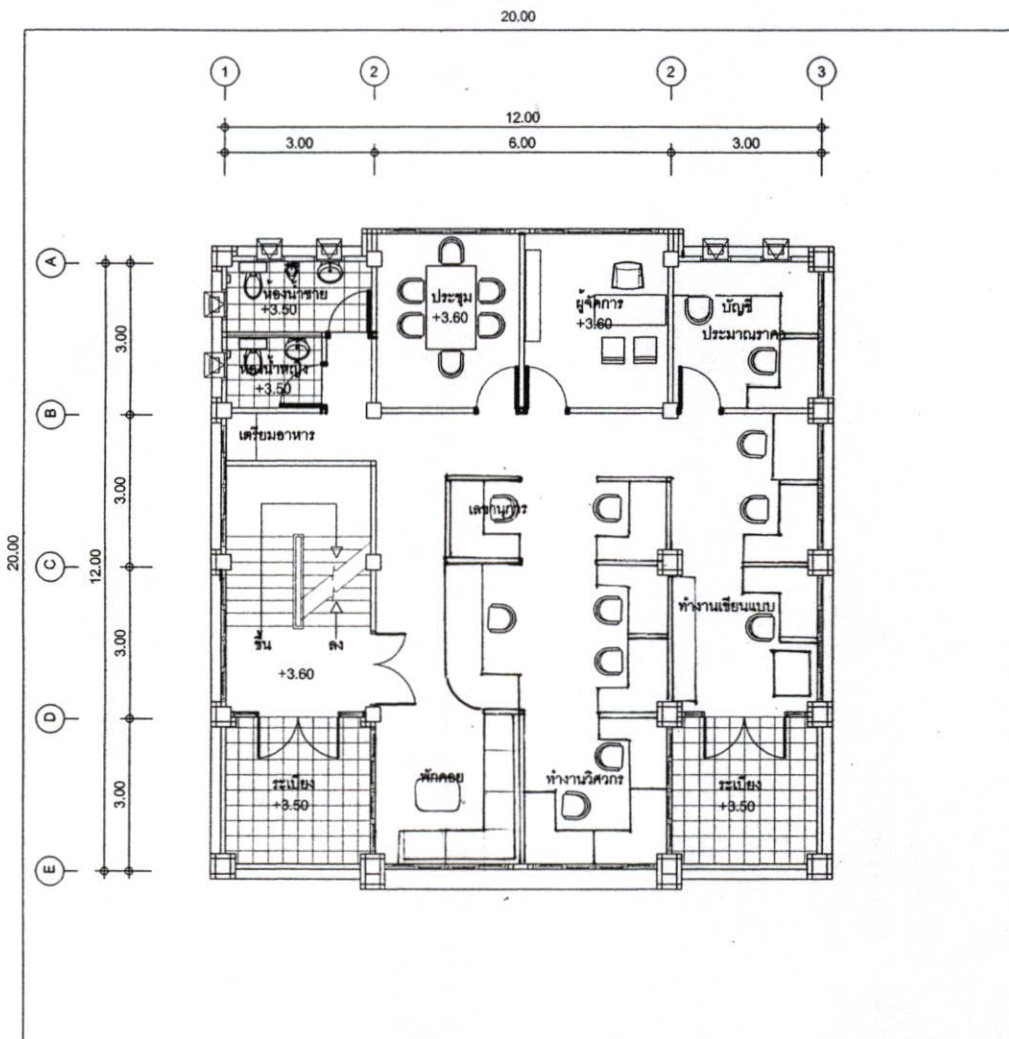 20.00
1 2 2 3
12.00
3.00 6.00 3.00
A
ห้องน้ำชาย
+3.50
ประชุม
+3.60
ผู้จัดการ
+3.60
บัญชี
ประมาณราคา
3.00
ห้องน้ำหญิง
+3.50
B
เตรียมอาหาร
3.00
เลขานุการ
20.00
C
12.00
ทำงานเขียนแบบ
3.00
ขึ้น ลง
+3.60
D
3.00
ระเบียง
+3.50
พักคอย
ทำงานวิศวกร
ระเบียง
+3.50
E